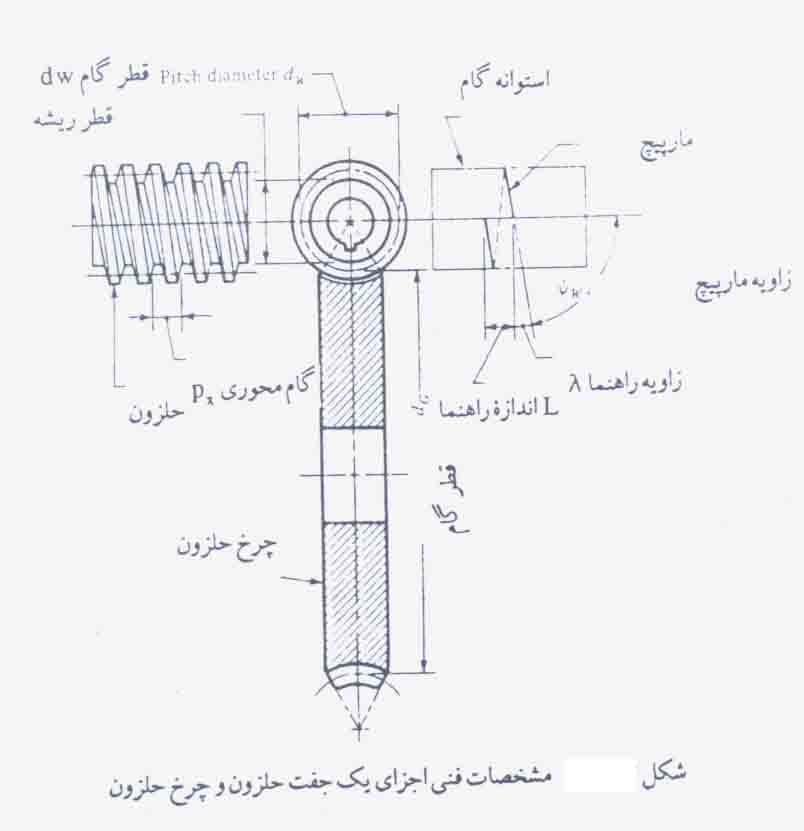 قطر گام dw Pitch diameter d
قطر ریشه
استوانه گام
مارپیچ
زاویه مارپیچ
زاویه راهنما λ
L اندازهٔ راهنما
گام محوری px
حلزون
dG
قطر گام
چرخ حلزون
شکل مشخصات فنی اجزای یک جفت حلزون و چرخ حلزون